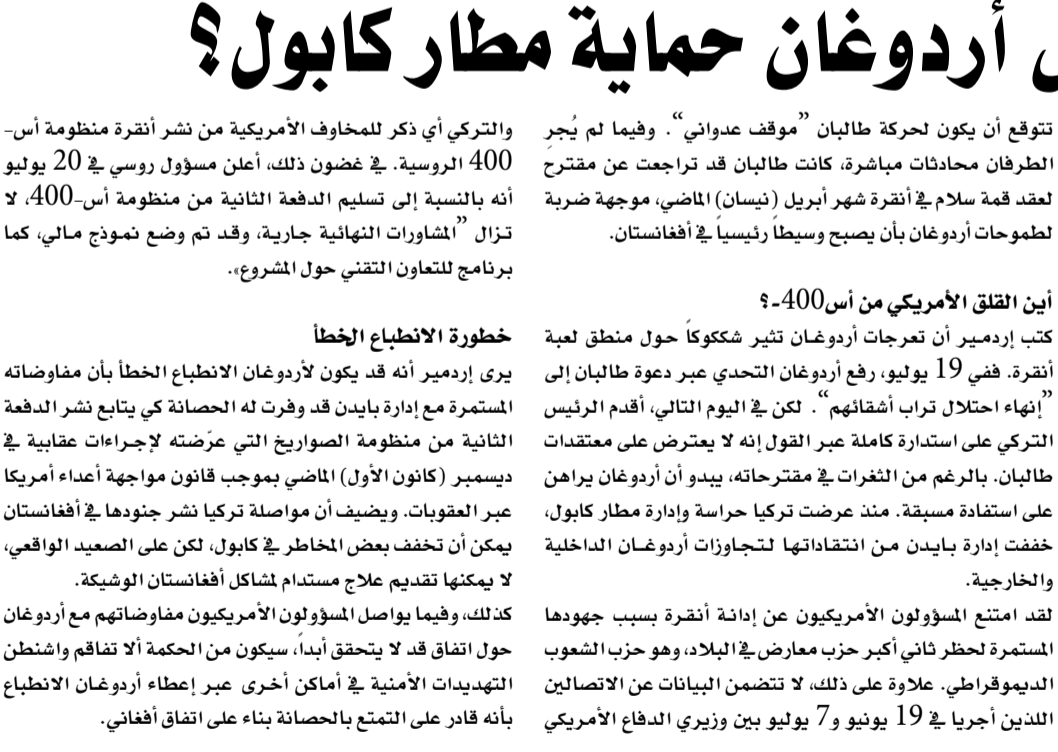 أردوغان حماية مطار كابول؟
تتوقع أن يكون لحركة طالبان ”موقف عدواني“. وفيما لم يُجرِ
الطرفان محادثات مباشرة، كانت طالبان قد تراجعت عن مقترح
لعقد قمة سلام في أنقرة شهر أبريل (نيسان) الماضي، موجهة ضربة
لطموحات أردوغان بأن يصبح وسيطاً رئيسياً في أفغانستان.
أين القلق الأمريكي من أس400-؟
كتب إردمير أن تعرجات أردوغان تثير شككوكاً حول منطق لعبة
أنقرة. ففي 19 يوليو، رفع أردوغان التحدي عبر دعوة طالبان إلى
”إنهاء احتلال تراب أشقائهم“. لكن في اليوم التالي، أقدم الرئيس
التركي على استدارة كاملة عبر القول إنه لا يعترض على معتقدات
طالبان. بالرغم من الثغرات في مقترحاته، يبدو أن أردوغان يراهن
على استفادة مسبقة. منذ عرضت تركيا حراسة وإدارة مطار كابول،
خففت إدارة بايدن من انتقاداتها لتجاوزات أردوغان الداخلية
والخارجية.
لقد امتنع المسؤولون الأمريكيون عن إدانة أنقرة بسبب جهودها
المستمرة لحظر ثاني أكبر حزب معارض في البلاد، وهو حزب الشعوب
الديموقراطي. علاوة على ذلك، لا تتضمن البيانات عن الاتصالين
اللذين أجريا في 19 يونيو و7 يوليو بين وزيري الدفاع الأمريكي
والتركي أي ذكر للمخاوف الأمريكية من نشر أنقرة منظومة أس-
400 الروسية. في غضون ذلك، أعلن مسؤول روسي في 20 يوليو
أنه بالنسبة إلى تسليم الدفعة الثانية من منظومة أس-400، لا
تزال ”المشاورات النهائية جارية، وقد تم وضع نموذج مالي، كما
برنامج للتعاون التقني حول المشروع».
خطورة الانطباع الخطأ
يرى إردمير أنه قد يكون لأردوغان الانطباع الخطأ بأن مفاوضاته
المستمرة مع إدارة بايدن قد وفرت له الحصانة كي يتابع نشر الدفعة
الثانية من منظومة الصواريخ التي عرّضته لإجراءات عقابية في
ديسمبر (كانون الأول) الماضي بموجب قانون مواجهة أعداء أمريكا
عبر العقوبات. ويضيف أن مواصلة تركيا نشر جنودها في أفغانستان
يمكن أن تخفف بعض المخاطر في كابول، لكن على الصعيد الواقعي،
لا يمكنها تقديم علاج مستدام لمشاكل أفغانستان الوشيكة.
كذلك، وفيما يواصل المسؤولون الأمريكيون مفاوضاتهم مع أردوغان
حول اتفاق قد لا يتحقق أبداً، سيكون من الحكمة ألا تفاقم واشنطن
التهديدات الأمنية في أماكن أخرى عبر إعطاء أردوغان الانطباع
بأنه قادر على التمتع بالحصانة بناء على اتفاق أفغاني.